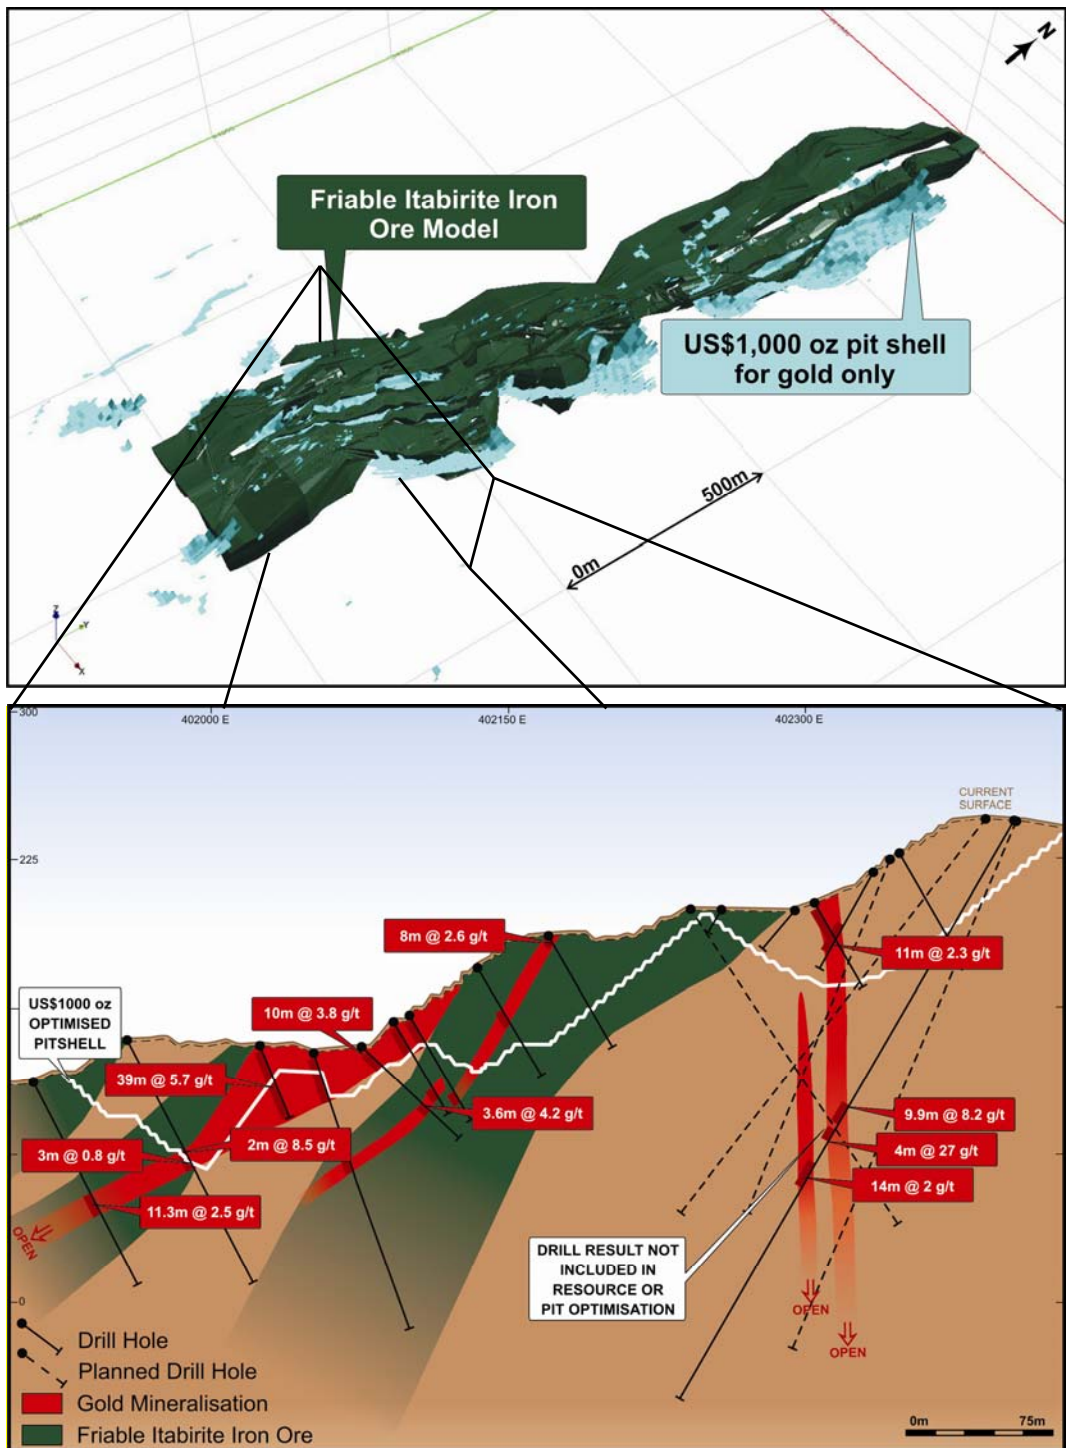 N
Friable Itabirite Iron
Ore Model
US$1,000 oz pit shell
for gold only
500m
0m
Z
Y
X
300
402000 E
402150 E
402300 E
CURRENT
SURFACE
225
8m @ 2.6 g/t
11m @ 2.3 g/t
US$1000 oz
OPTIMISED
PITSHELL
10m @ 3.8 g/t
39m @ 5.7 g/t
3.6m @ 4.2 g/t
9.9m @ 8.2 g/t
3m @ 0.8 g/t
2m @ 8.5 g/t
4m @ 27 g/t
14m @ 2 g/t
11.3m @ 2.5 g/t
OPEN
DRILL RESULT NOT
INCLUDED IN
RESOURCE OR
PIT OPTIMISATION
0
OPEN
OPEN
Drill Hole
Planned Drill Hole
Gold Mineralisation
Friable Itabirite Iron Ore
0m
75m